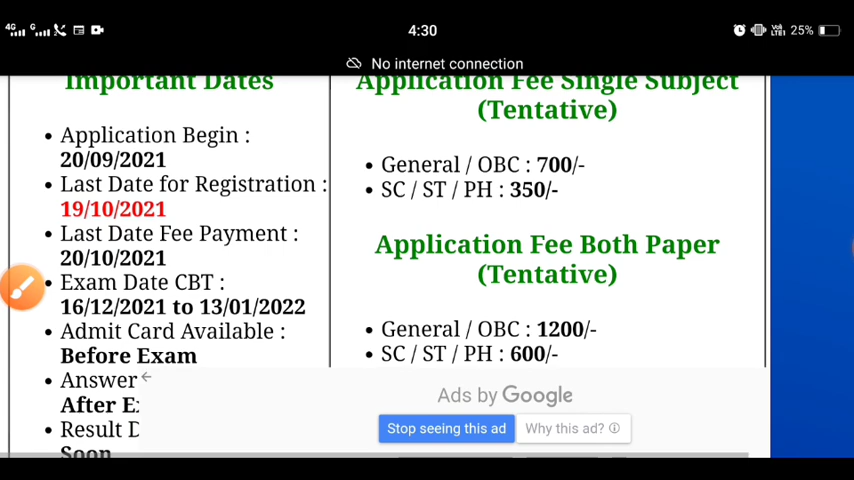 4G G 4:30 25%
No internet connection
Important Dates
Application Begin :
20/09/2021
Last Date for Registration :
19/10/2021
Last Date Fee Payment :
20/10/2021
Exam Date CBT :
16/12/2021 to 13/01/2022
Admit Card Available :
Before Exam
Answer
After E
Result D
Soon
Application Fee Single Subject
(Tentative)
General / OBC : 700/-
SC / ST / PH : 350/-
Application Fee Both Paper
(Tentative)
General / OBC : 1200/-
SC / ST / PH : 600/-
Ads by Google
Stop seeing this ad
Why this ad?